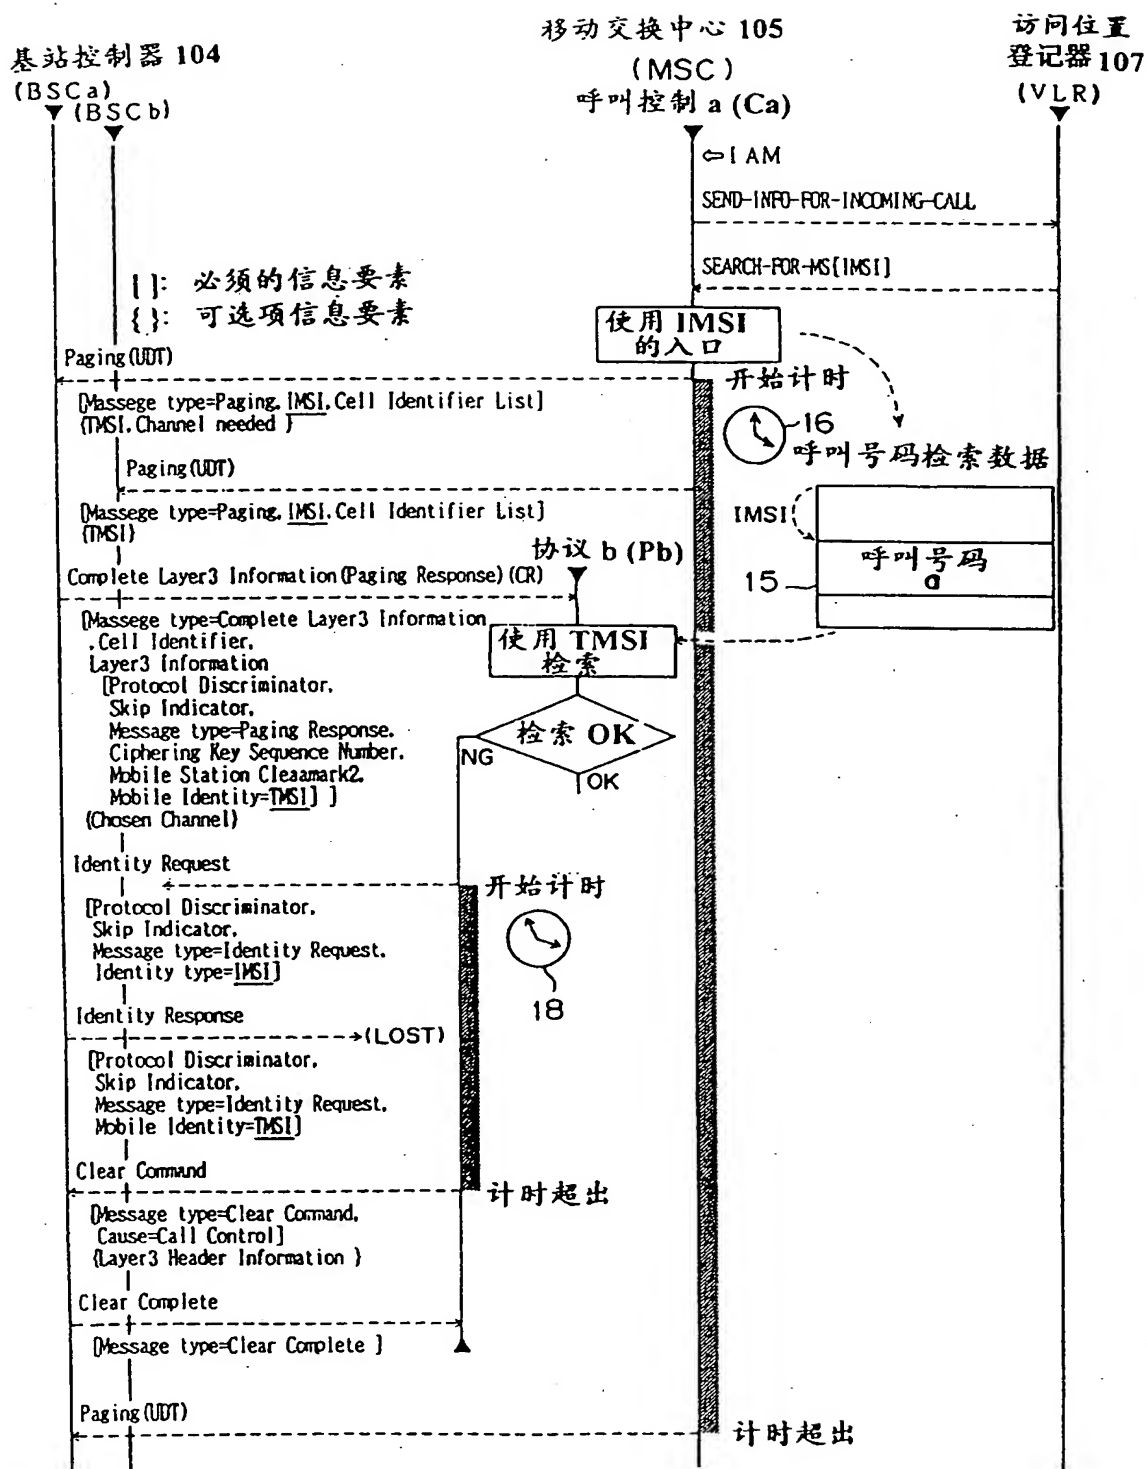 基站控制器 104
(BSCa)
(BSCb)
移动交换中心 105
(MSC)
呼叫控制 a (Ca)
访问位置
登记器 107
(VLR)
⇦IAM
SEND-INFO-FOR-INCOMING-CALL
SEARCH-FOR-MS[IMSI]
[ ]: 必须的信息要素
{ }: 可选项信息要素
使用 IMSI
的入口
Paging(UDT)
开始计时
[Massege type=Paging, IMSI, Cell Identifier List]
{TMSI, Channel needed }
16
呼叫号码检索数据
Paging(UDT)
[Massege type=Paging, IMSI, Cell Identifier List]
{TMSI}
IMSI
呼叫号码
a
15
协议 b (Pb)
Complete Layer3 Information(Paging Response)(CR)
[Massege type=Complete Layer3 Information
,Cell Identifier,
Layer3 Information
[Protocol Discriminator,
Skip Indicator,
Message type=Paging Response,
Ciphering Key Sequence Number,
Mobile Station Cleaamark2,
Mobile Identity=TMSI] ]
{Chosen Channel}
使用 TMSI
检索
检索 OK
NG
OK
Identity Request
开始计时
[Protocol Discriminator,
Skip Indicator,
Message type=Identity Request,
Identity type=IMSI]
18
Identity Response
(LOST)
[Protocol Discriminator,
Skip Indicator,
Message type=Identity Request,
Mobile Identity=TMSI]
Clear Command
计时超出
[Message type=Clear Command,
Cause=Call Control]
{Layer3 Header Information }
Clear Complete
[Message type=Clear Complete ]
Paging(UDT)
计时超出